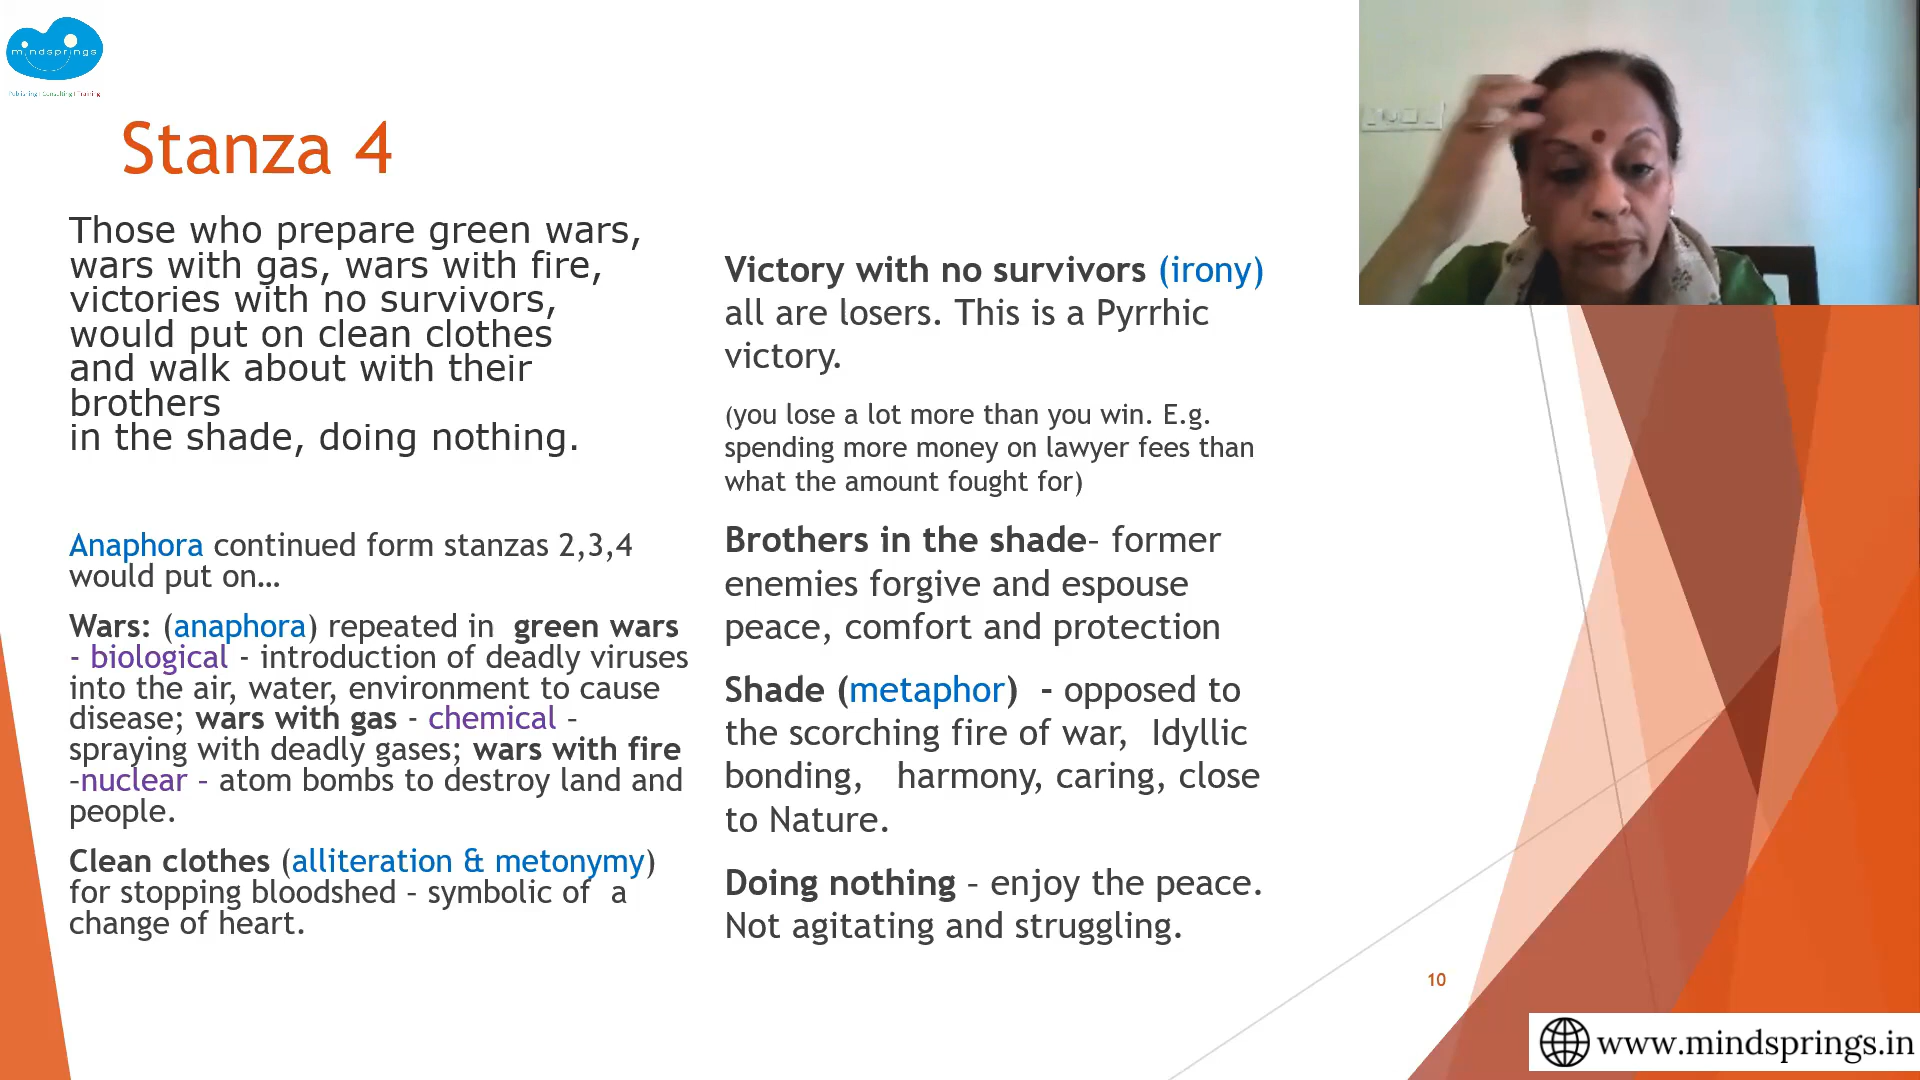 mindsprings
Publishing I Consulting I Training
Stanza 4
Those who prepare green wars,
wars with gas, wars with fire,
victories with no survivors,
would put on clean clothes
and walk about with their
brothers
in the shade, doing nothing.
Anaphora continued form stanzas 2,3,4
would put on…
Wars: (anaphora) repeated in green wars
- biological - introduction of deadly viruses
into the air, water, environment to cause
disease; wars with gas - chemical –
spraying with deadly gases; wars with fire
–nuclear – atom bombs to destroy land and
people.
Clean clothes (alliteration & metonymy)
for stopping bloodshed – symbolic of a
change of heart.
Victory with no survivors (irony)
all are losers. This is a Pyrrhic
victory.
(you lose a lot more than you win. E.g.
spending more money on lawyer fees than
what the amount fought for)
Brothers in the shade– former
enemies forgive and espouse
peace, comfort and protection
Shade (metaphor) - opposed to
the scorching fire of war, Idyllic
bonding, harmony, caring, close
to Nature.
Doing nothing – enjoy the peace.
Not agitating and struggling.
10
www.mindsprings.in